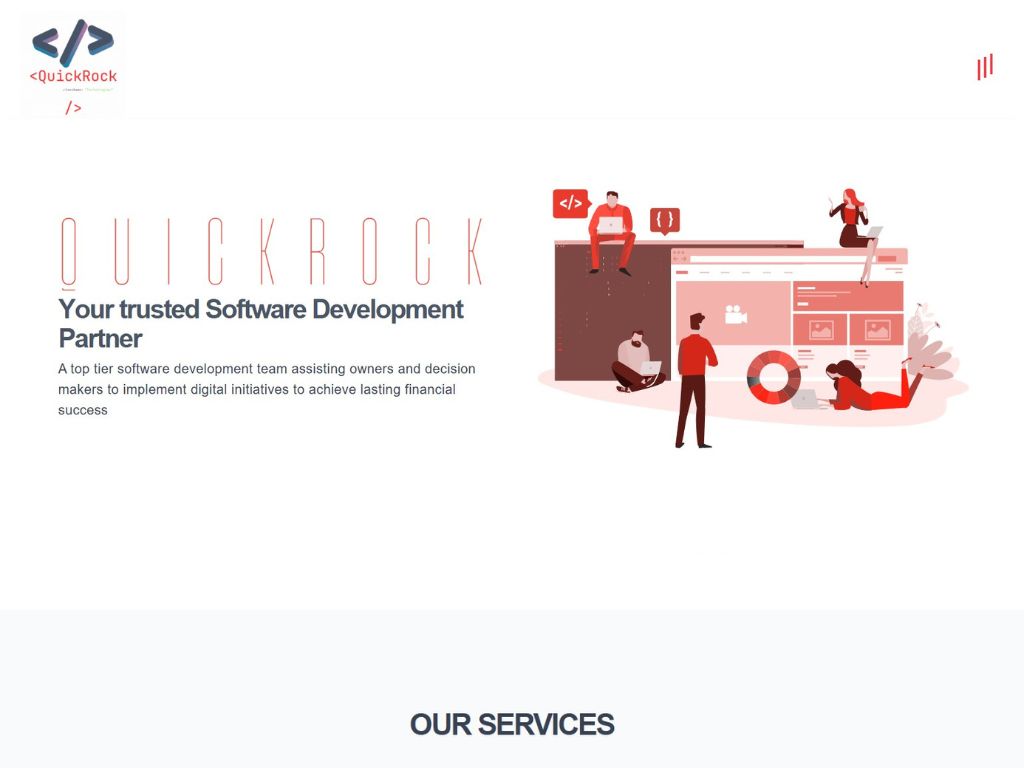 </>
<QuickRock
/>
</>
{ }
QUICKROCK
Your trusted Software Development
Partner
A top tier software development team assisting owners and decision
makers to implement digital initiatives to achieve lasting financial
success
OUR SERVICES